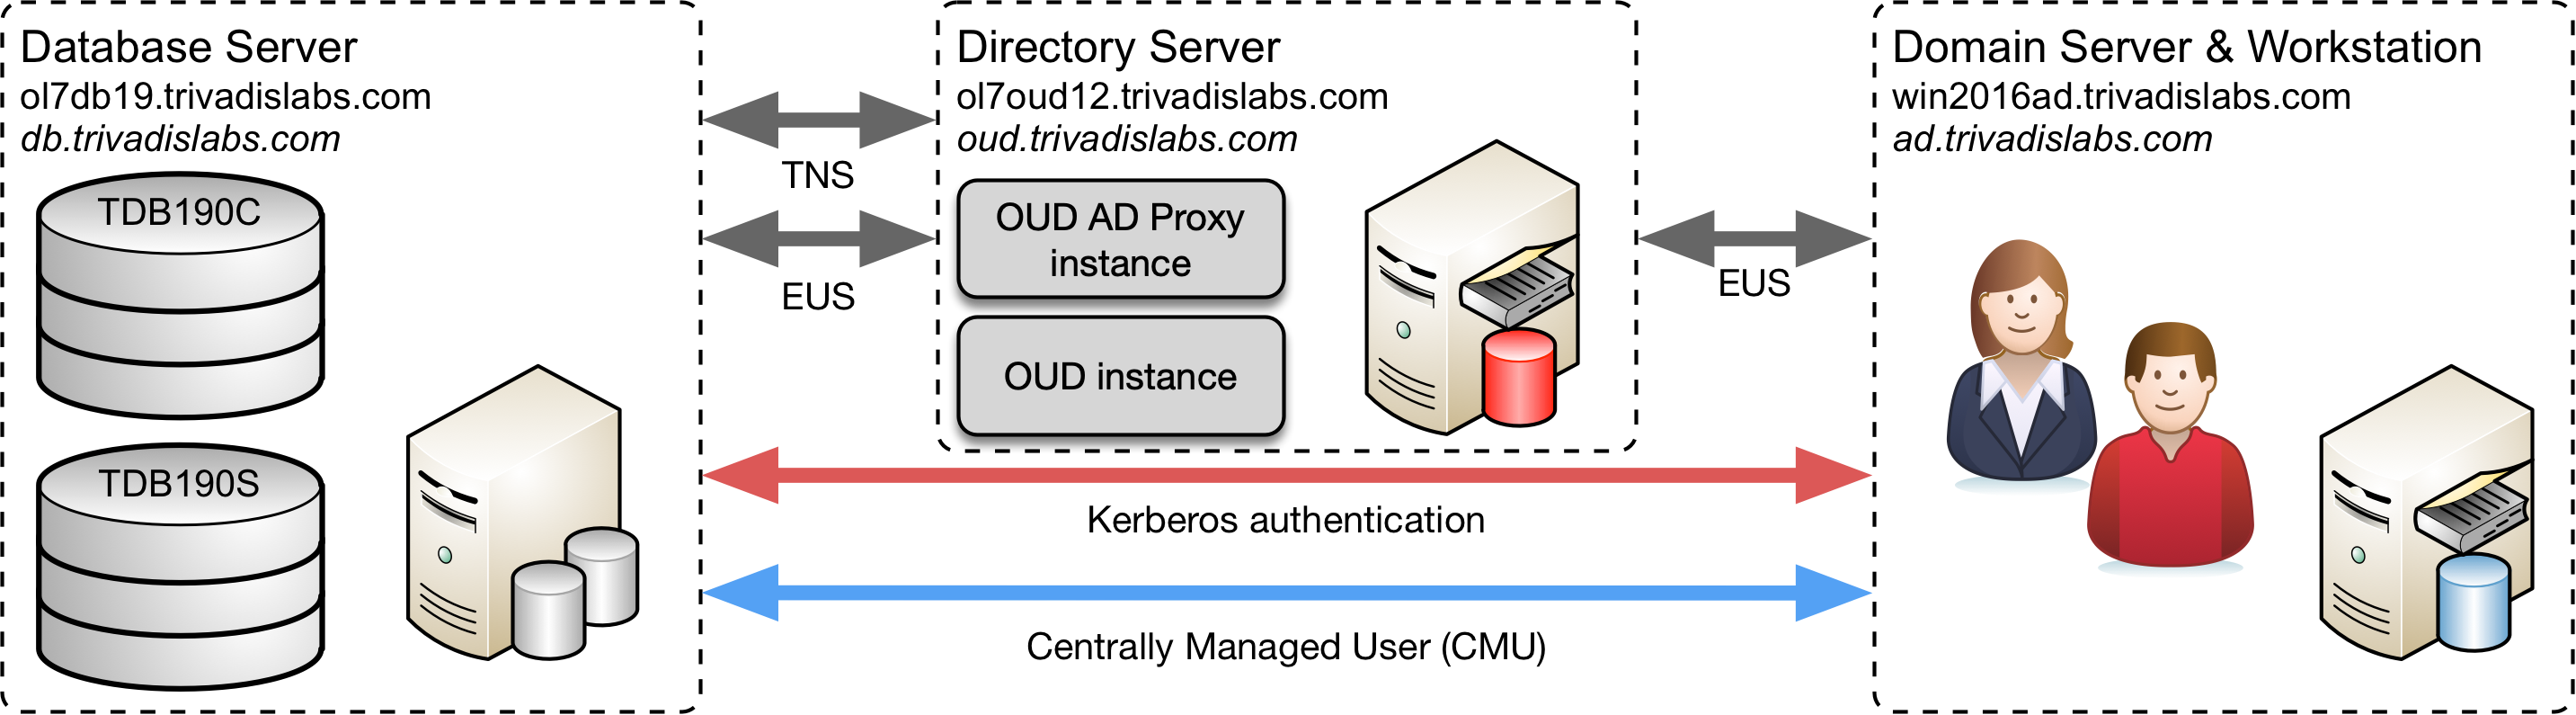 Database Server
ol7db19.trivadislabs.com
db.trivadislabs.com
TDB190C
TDB190S
TNS
EUS
Directory Server
ol7oud12.trivadislabs.com
oud.trivadislabs.com
OUD AD Proxy
instance
OUD instance
EUS
Kerberos authentication
Centrally Managed User (CMU)
Domain Server & Workstation
win2016ad.trivadislabs.com
ad.trivadislabs.com